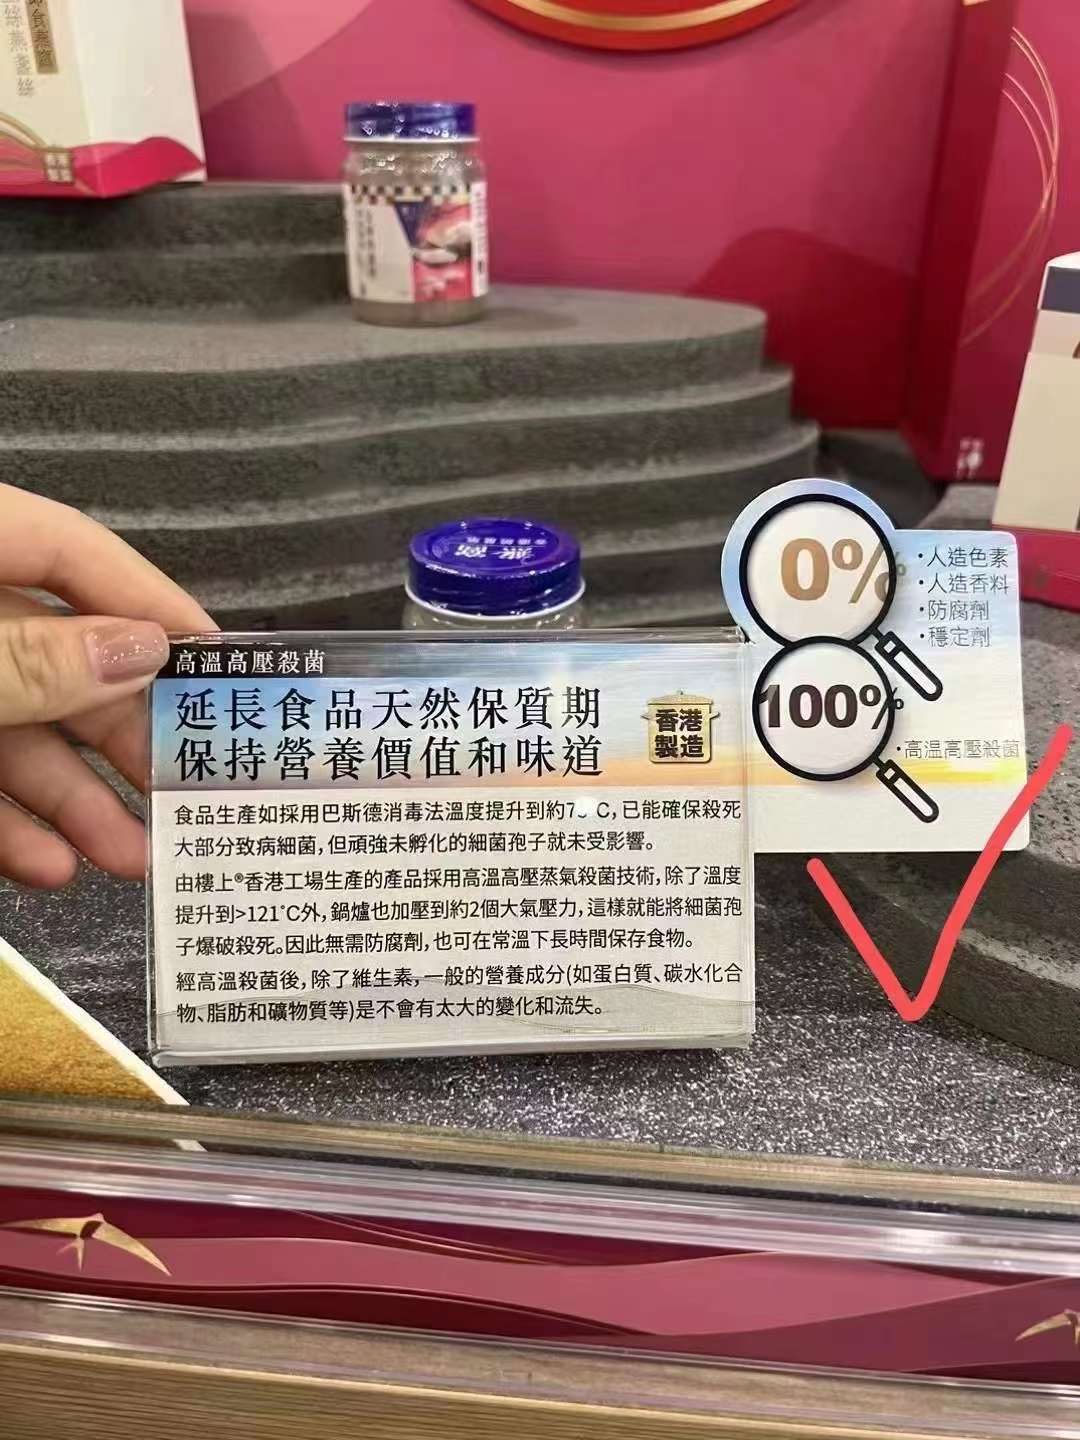 即食燕窩
絲燕盞絲
0%
·人造色素
·人造香料
·防腐劑
·穩定劑
100%
·高溫高壓殺菌
高溫高壓殺菌
延長食品天然保質期
保持營養價值和味道
香港
製造
食品生產如採用巴斯德消毒法溫度提升到約7 C，已能確保殺死
大部分致病細菌，但頑強未孵化的細菌孢子就未受影響。
由樓上®香港工場生產的產品採用高溫高壓蒸氣殺菌技術，除了溫度
提升到>121°C外，鍋爐也加壓到約2個大氣壓力，這樣就能將細菌孢
子爆破殺死。因此無需防腐劑，也可在常溫下長時間保存食物。
經高溫殺菌後，除了維生素，一般的營養成分(如蛋白質、碳水化合
物、脂肪和礦物質等)是不會有太大的變化和流失。